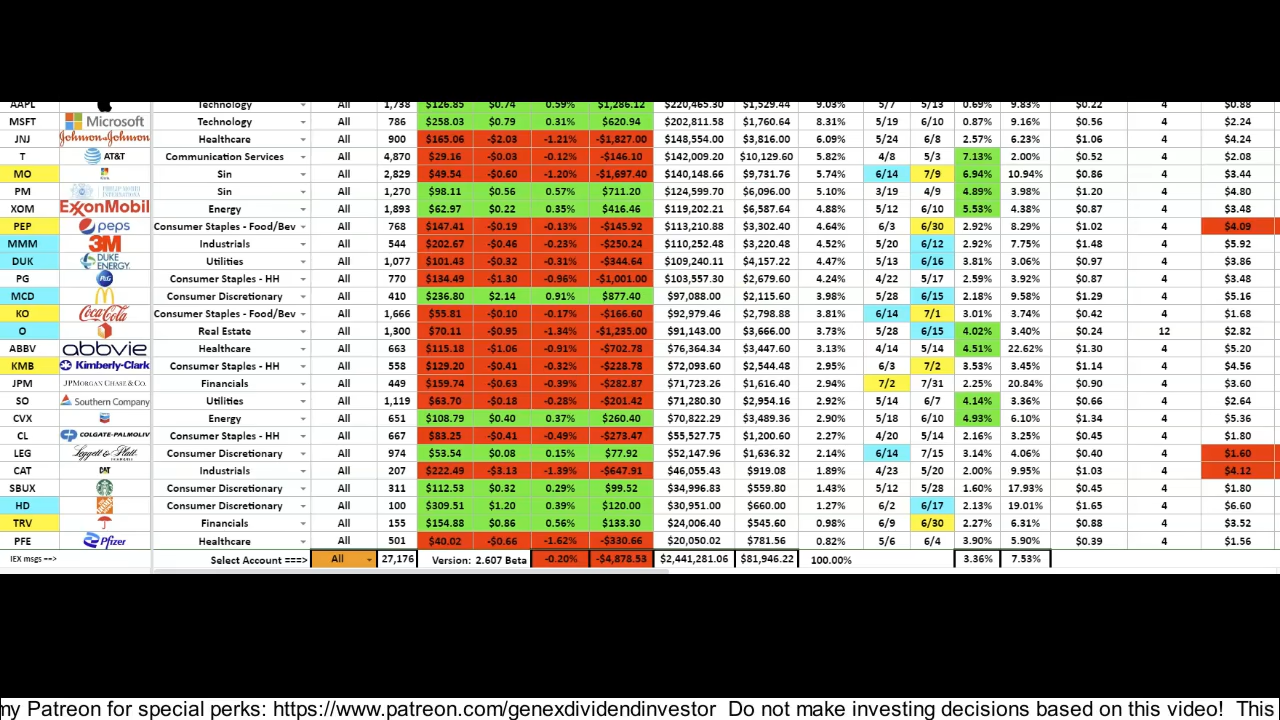 AAPL Technology All 1,738 $126.85 $0.74 0.59% $1,286.12 $220,465.30 $1,529.44 9.03% 5/7 5/13 0.69% 9.83% $0.22 4 $0.88
MSFT Microsoft Technology All 786 $258.03 $0.79 0.31% $620.94 $202,811.58 $1,760.64 8.31% 5/19 6/10 0.87% 9.16% $0.56 4 $2.24
JNJ Johnson&Johnson Healthcare All 900 $165.06 -$2.03 -1.21% -$1,827.00 $148,554.00 $3,816.00 6.09% 5/24 6/8 2.57% 6.23% $1.06 4 $4.24
T AT&T Communication Services All 4,870 $29.16 -$0.03 -0.12% -$146.10 $142,009.20 $10,129.60 5.82% 4/8 5/3 7.13% 2.00% $0.52 4 $2.08
MO Sin All 2,829 $49.54 -$0.60 -1.20% -$1,697.40 $140,148.66 $9,731.76 5.74% 6/14 7/9 6.94% 10.94% $0.86 4 $3.44
PM Sin All 1,270 $98.11 $0.56 0.57% $711.20 $124,599.70 $6,096.00 5.10% 3/19 4/9 4.89% 3.98% $1.20 4 $4.80
XOM ExxonMobil Energy All 1,893 $62.97 $0.22 0.35% $416.46 $119,202.21 $6,587.64 4.88% 5/12 6/10 5.53% 4.38% $0.87 4 $3.48
PEP peps Consumer Staples - Food/Bev All 768 $147.41 -$0.19 -0.13% -$145.92 $113,210.88 $3,302.40 4.64% 6/3 6/30 2.92% 8.29% $1.02 4 $4.09
MMM 3M Industrials All 544 $202.67 -$0.46 -0.23% -$250.24 $110,252.48 $3,220.48 4.52% 5/20 6/12 2.92% 7.75% $1.48 4 $5.92
DUK DUKE ENERGY. Utilities All 1,077 $101.43 -$0.32 -0.31% -$344.64 $109,240.11 $4,157.22 4.47% 5/13 6/16 3.81% 3.06% $0.97 4 $3.86
PG P&G Consumer Staples - HH All 770 $134.49 -$1.30 -0.96% -$1,001.00 $103,557.30 $2,679.60 4.24% 4/22 5/17 2.59% 3.92% $0.87 4 $3.48
MCD Consumer Discretionary All 410 $236.80 $2.14 0.91% $877.40 $97,088.00 $2,115.60 3.98% 5/28 6/15 2.18% 9.58% $1.29 4 $5.16
KO Coca-Cola Consumer Staples - Food/Bev All 1,666 $55.81 -$0.10 -0.17% -$166.60 $92,979.46 $2,798.88 3.81% 6/14 7/1 3.01% 3.74% $0.42 4 $1.68
O Real Estate All 1,300 $70.11 -$0.95 -1.34% -$1,235.00 $91,143.00 $3,666.00 3.73% 5/28 6/15 4.02% 3.40% $0.24 12 $2.82
ABBV abbvie Healthcare All 663 $115.18 -$1.06 -0.91% -$702.78 $76,364.34 $3,447.60 3.13% 4/14 5/14 4.51% 22.62% $1.30 4 $5.20
KMB Kimberly-Clark Consumer Staples - HH All 558 $129.20 -$0.41 -0.32% -$228.78 $72,093.60 $2,544.48 2.95% 6/3 7/2 3.53% 3.45% $1.14 4 $4.56
JPM JPMORGAN CHASE & CO. Financials All 449 $159.74 -$0.63 -0.39% -$282.87 $71,723.26 $1,616.40 2.94% 7/2 7/31 2.25% 20.84% $0.90 4 $3.60
SO Southern Company Utilities All 1,119 $63.70 -$0.18 -0.28% -$201.42 $71,280.30 $2,954.16 2.92% 5/14 6/7 4.14% 3.36% $0.66 4 $2.64
CVX Energy All 651 $108.79 $0.40 0.37% $260.40 $70,822.29 $3,489.36 2.90% 5/18 6/10 4.93% 6.10% $1.34 4 $5.36
CL COLGATE-PALMOLIV Consumer Staples - HH All 667 $83.25 -$0.41 -0.49% -$273.47 $55,527.75 $1,200.60 2.27% 4/20 5/14 2.16% 3.25% $0.45 4 $1.80
LEG Leggett & Platt Consumer Discretionary All 974 $53.54 $0.08 0.15% $77.92 $52,147.96 $1,636.32 2.14% 6/14 7/15 3.14% 4.06% $0.40 4 $1.60
CAT CAT Industrials All 207 $222.49 -$3.13 -1.39% -$647.91 $46,055.43 $919.08 1.89% 4/23 5/20 2.00% 9.95% $1.03 4 $4.12
SBUX Consumer Discretionary All 311 $112.53 $0.32 0.29% $99.52 $34,996.83 $559.80 1.43% 5/12 5/28 1.60% 17.93% $0.45 4 $1.80
HD Consumer Discretionary All 100 $309.51 $1.20 0.39% $120.00 $30,951.00 $660.00 1.27% 6/2 6/17 2.13% 19.01% $1.65 4 $6.60
TRV Financials All 155 $154.88 $0.86 0.56% $133.30 $24,006.40 $545.60 0.98% 6/9 6/30 2.27% 6.31% $0.88 4 $3.52
PFE Pfizer Healthcare All 501 $40.02 -$0.66 -1.62% -$330.66 $20,050.02 $781.56 0.82% 5/6 6/4 3.90% 5.90% $0.39 4 $1.56
IEX msgs ==> Select Account ===> All 27,176 Version: 2.607 Beta -0.20% -$4,878.53 $2,441,281.06 $81,946.22 100.00% 3.36% 7.53%
my Patreon for special perks: https://www.patreon.com/genexdividendinvestor Do not make investing decisions based on this video! This